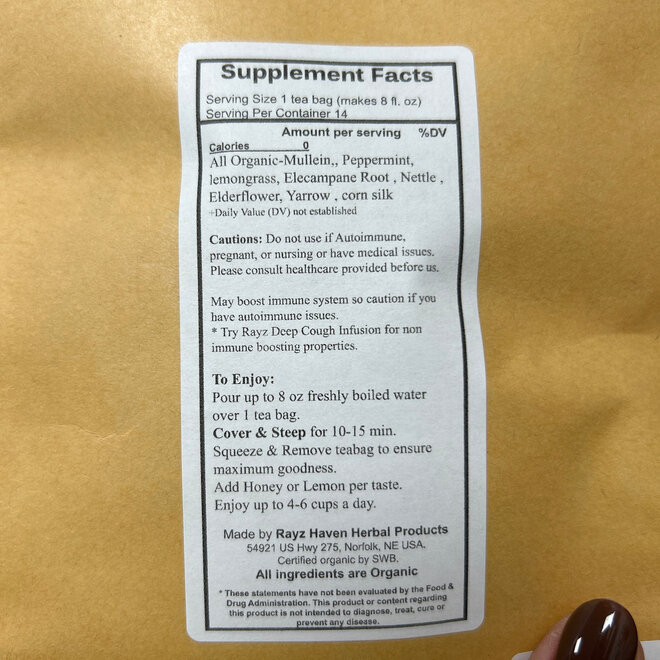 Supplement Facts
Serving Size 1 tea bag (makes 8 fl. oz)
Serving Per Container 14
Amount per serving %DV
Calories 0
All Organic-Mullein,, Peppermint,
lemongrass, Elecampane Root , Nettle ,
Elderflower, Yarrow , corn silk
+Daily Value (DV) not established
Cautions: Do not use if Autoimmune,
pregnant, or nursing or have medical issues.
Please consult healthcare provided before us.
May boost immune system so caution if you
have autoimmune issues.
* Try Rayz Deep Cough Infusion for non
immune boosting properties.
To Enjoy:
Pour up to 8 oz freshly boiled water
over 1 tea bag.
Cover & Steep for 10-15 min.
Squeeze & Remove teabag to ensure
maximum goodness.
Add Honey or Lemon per taste.
Enjoy up to 4-6 cups a day.
Made by Rayz Haven Herbal Products
54921 US Hwy 275, Norfolk, NE USA.
Certified organic by SWB.
All ingredients are Organic
* These statements have not been evaluated by the Food &
Drug Administration. This product or content regarding
this product is not intended to diagnose, treat, cure or
prevent any disease.